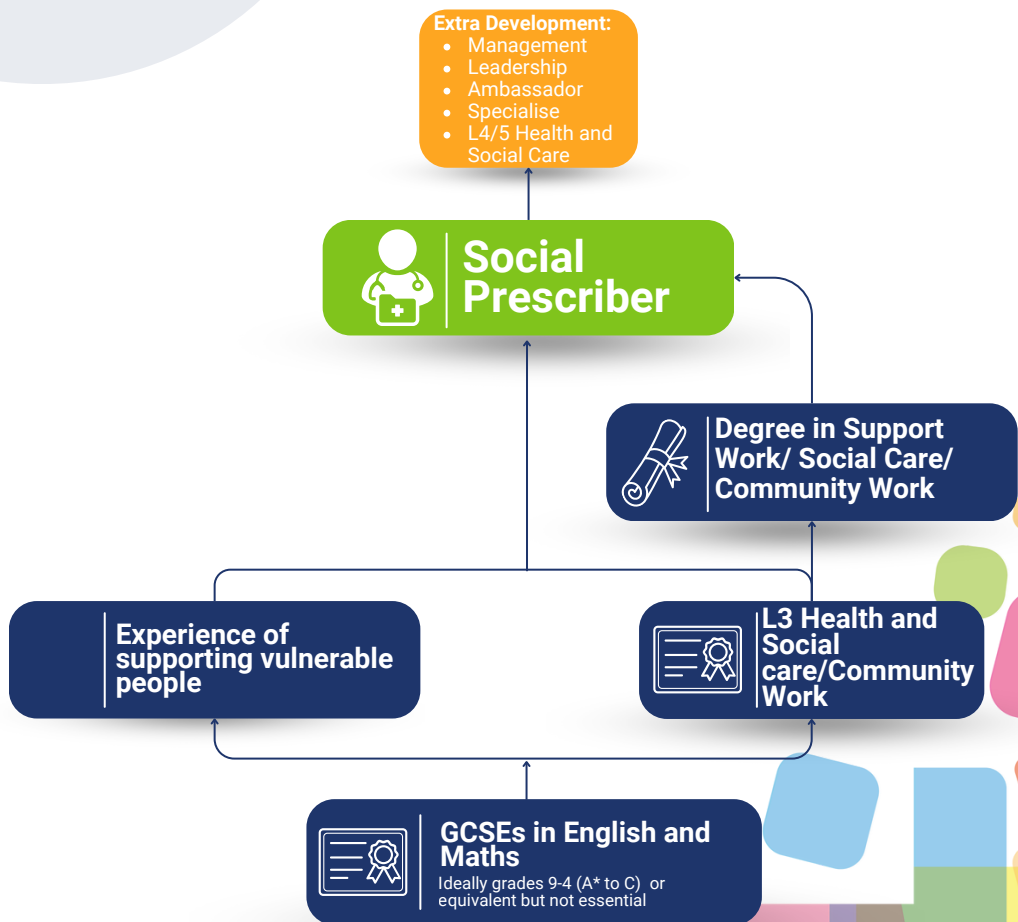 Extra Development:
• Management
• Leadership
• Ambassador
• Specialise
• L4/5 Health and
Social Care
Social
Prescriber
Degree in Support
Work/ Social Care/
Community Work
Experience of
supporting vulnerable
people
L3 Health and
Social
care/Community
Work
GCSEs in English and
Maths
Ideally grades 9-4 (A* to C) or
equivalent but not essential